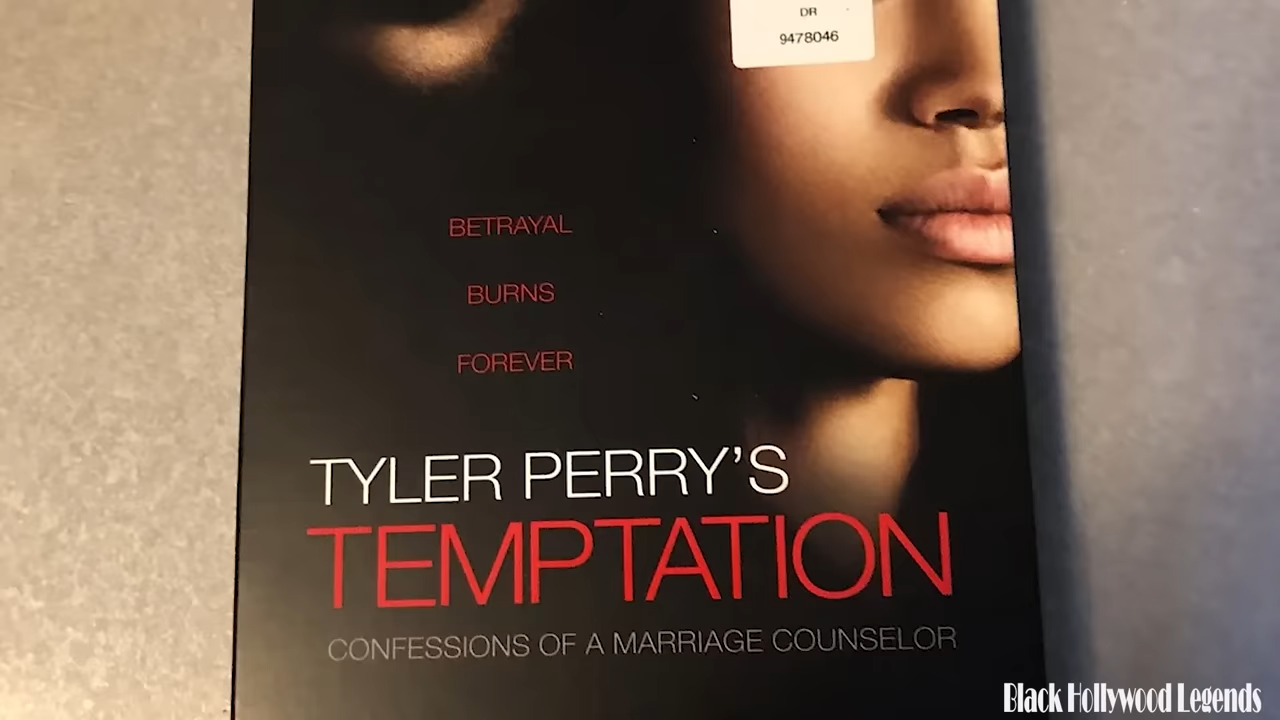 DR
9478046
BETRAYAL
BURNS
FOREVER
TYLER PERRY'S
TEMPTATION
CONFESSIONS OF A MARRIAGE COUNSELOR
Black Hollywood Legends